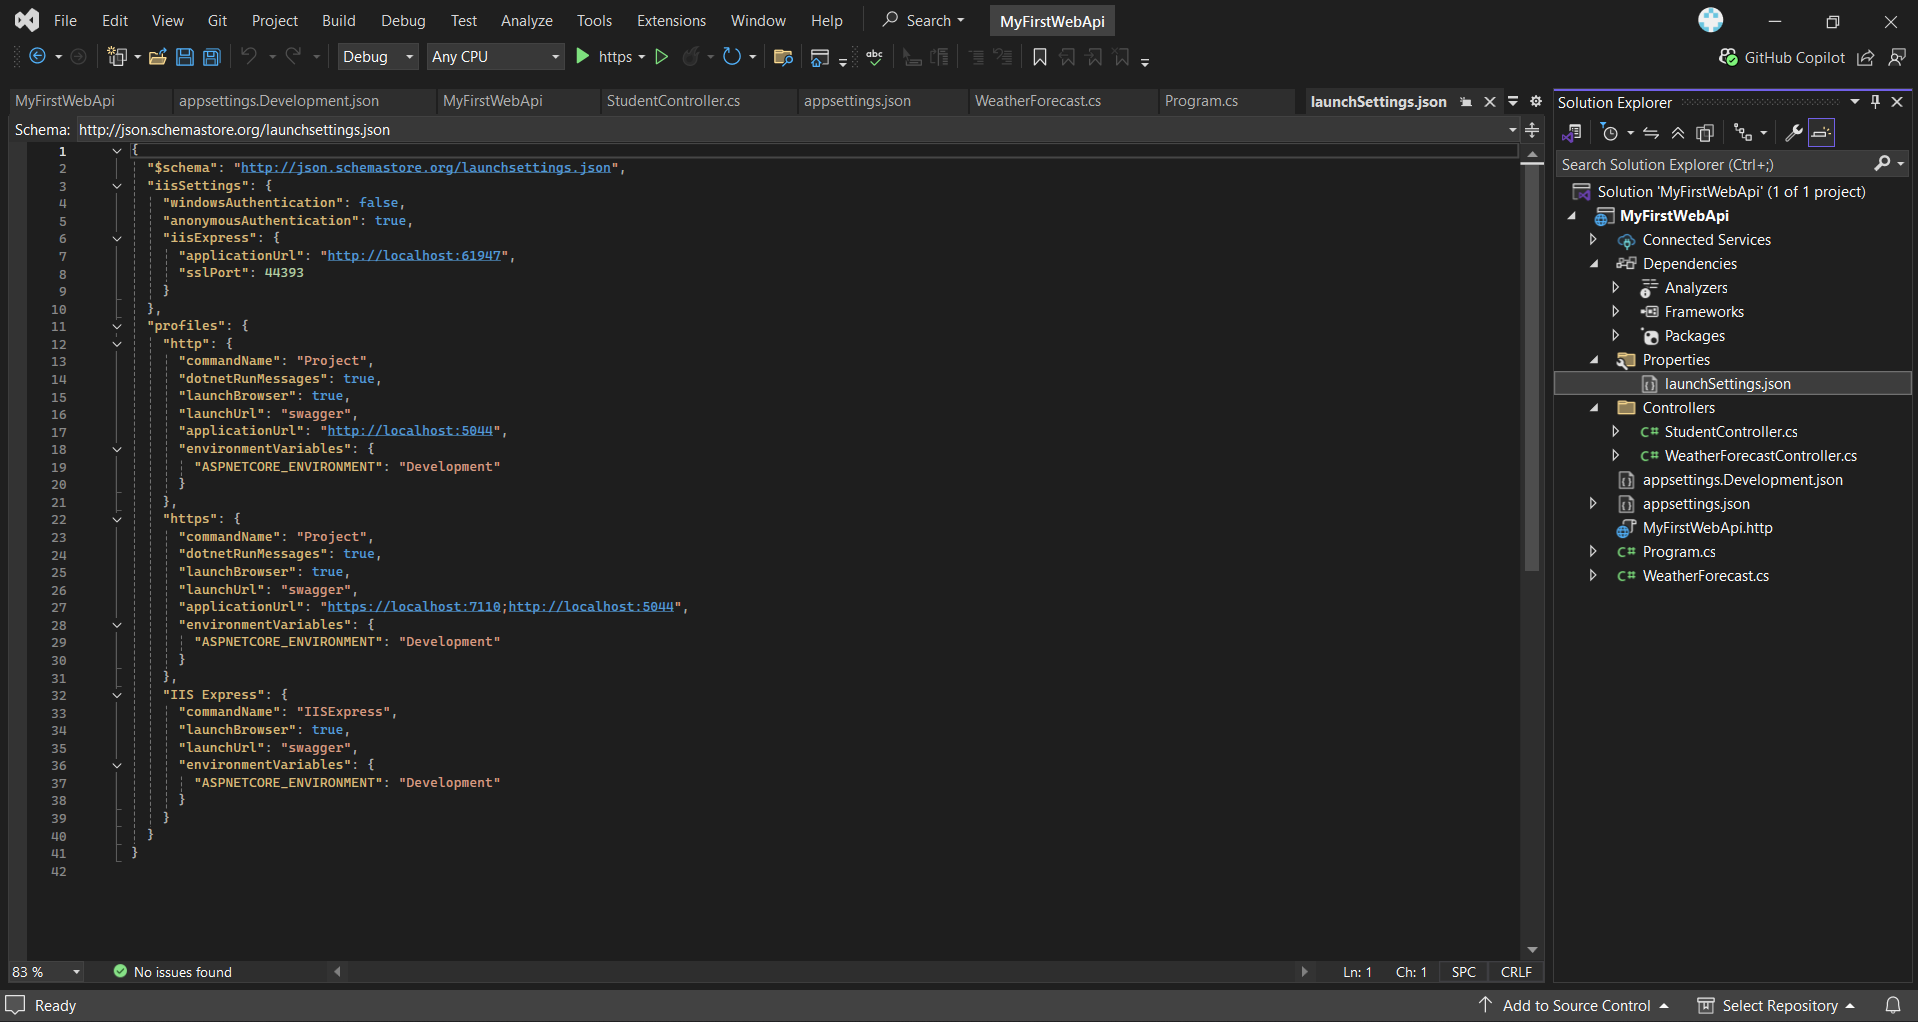 File Edit View Git Project Build Debug Test Analyze Tools Extensions Window Help Search MyFirstWebApi
Debug Any CPU https abc GitHub Copilot
MyFirstWebApi appsettings.Development.json MyFirstWebApi StudentController.cs appsettings.json WeatherForecast.cs Program.cs launchSettings.json
Schema: http://json.schemastore.org/launchsettings.json
1 {
2 "$schema": "http://json.schemastore.org/launchsettings.json",
3 "iisSettings": {
4 "windowsAuthentication": false,
5 "anonymousAuthentication": true,
6 "iisExpress": {
7 "applicationUrl": "http://localhost:61947",
8 "sslPort": 44393
9 }
10 },
11 "profiles": {
12 "http": {
13 "commandName": "Project",
14 "dotnetRunMessages": true,
15 "launchBrowser": true,
16 "launchUrl": "swagger",
17 "applicationUrl": "http://localhost:5044",
18 "environmentVariables": {
19 "ASPNETCORE_ENVIRONMENT": "Development"
20 }
21 },
22 "https": {
23 "commandName": "Project",
24 "dotnetRunMessages": true,
25 "launchBrowser": true,
26 "launchUrl": "swagger",
27 "applicationUrl": "https://localhost:7110;http://localhost:5044",
28 "environmentVariables": {
29 "ASPNETCORE_ENVIRONMENT": "Development"
30 }
31 },
32 "IIS Express": {
33 "commandName": "IISExpress",
34 "launchBrowser": true,
35 "launchUrl": "swagger",
36 "environmentVariables": {
37 "ASPNETCORE_ENVIRONMENT": "Development"
38 }
39 }
40 }
41 }
42
83 % No issues found Ln: 1 Ch: 1 SPC CRLF
Solution Explorer
Search Solution Explorer (Ctrl+;)
Solution 'MyFirstWebApi' (1 of 1 project)
MyFirstWebApi
Connected Services
Dependencies
Analyzers
Frameworks
Packages
Properties
launchSettings.json
Controllers
C# StudentController.cs
C# WeatherForecastController.cs
appsettings.Development.json
appsettings.json
MyFirstWebApi.http
C# Program.cs
C# WeatherForecast.cs
Ready Add to Source Control Select Repository